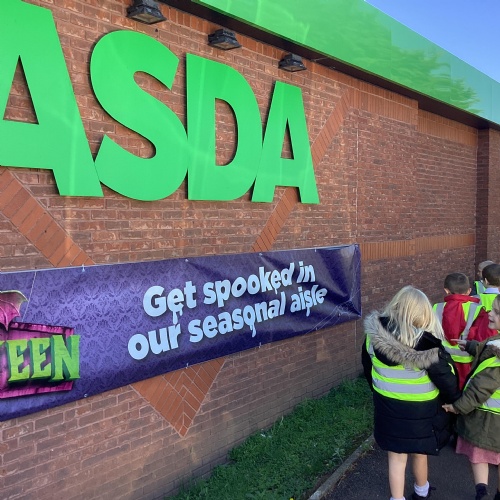 ASDA
Get spooked in
our seasonal aisle
EEN